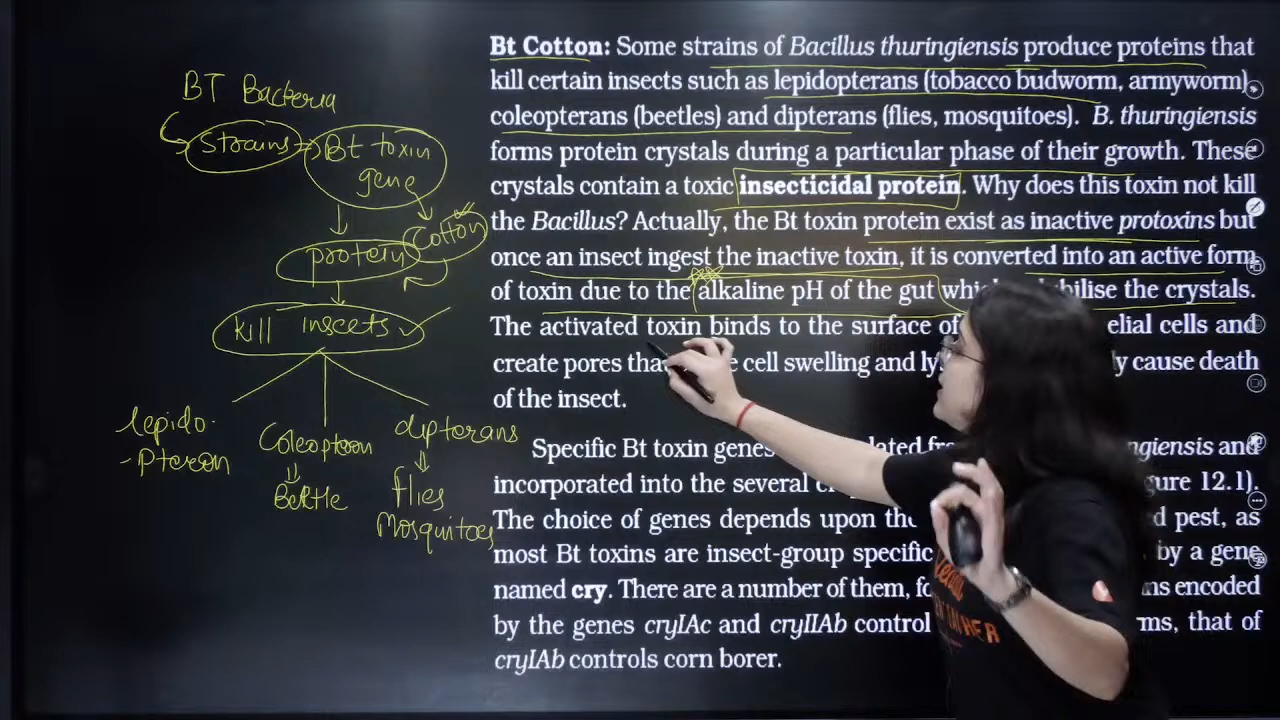 BT Bacteria
Strains
Bt toxin
gene
Cotton
protein
kill insects
lepido-
-Pteron
Coleopteron
Beetle
dipterans
flies
Mosquitoes
Bt Cotton: Some strains of Bacillus thuringiensis produce proteins that
kill certain insects such as lepidopterans (tobacco budworm, armyworm),
coleopterans (beetles) and dipterans (flies, mosquitoes). B. thuringiensis
forms protein crystals during a particular phase of their growth. These
crystals contain a toxic insecticidal protein. Why does this toxin not kill
the Bacillus? Actually, the Bt toxin protein exist as inactive protoxins but
once an insect ingest the inactive toxin, it is converted into an active form
of toxin due to the alkaline pH of the gut which the crystals.
The activated toxin binds to the surface of cells and
create pores cell swelling and cause death
of the insect.
Specific Bt toxin genes and
incorporated into the several 12.1).
The choice of genes depends upon the pest, as
most Bt toxins are insect-group specific by a gene
named cry. There are a number of them, encoded
by the genes cryIAc and cryIIAb control that of
cryIAb controls corn borer.